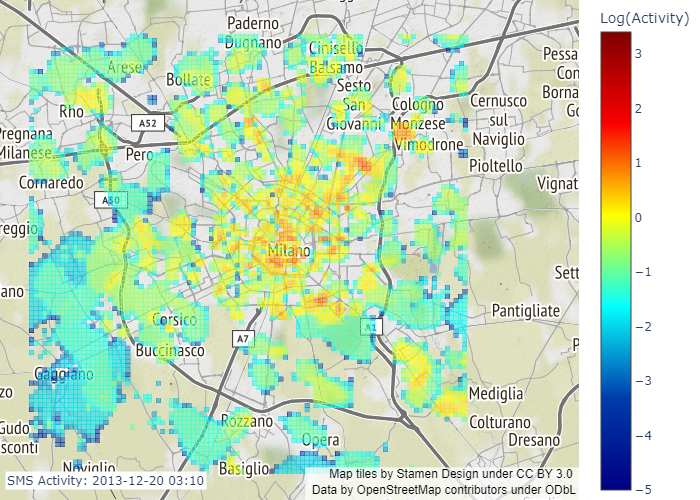 Log(Activity)
Paderno
Dugnano
Cinisello
Balsamo
Pessa
Con
Borna
Arese
Bollate
Sesto
San
Giovanni
Cologno
Monzese
Cernusco
sul
Naviglio
Rho
A52
Vimodrone
Pregnana
Milanese
Pero
Pioltello
Cornaredo
Vignat
A50
reggio
Milano
Sett
ano
Pantigliate
Corsico
A1
A7
Buccinasco
P
Gaggiano
zo
Mediglia
Gudo
sconti
Rozzano
Colturano
Opera
Dresano
Noviglio
Basiglio
SMS Activity: 2013-12-20 03:10
Map tiles by Stamen Design under CC BY 3.0
Data by OpenStreetMap contributors under ODbL
3
2
1
0
−1
−2
−3
−4
−5